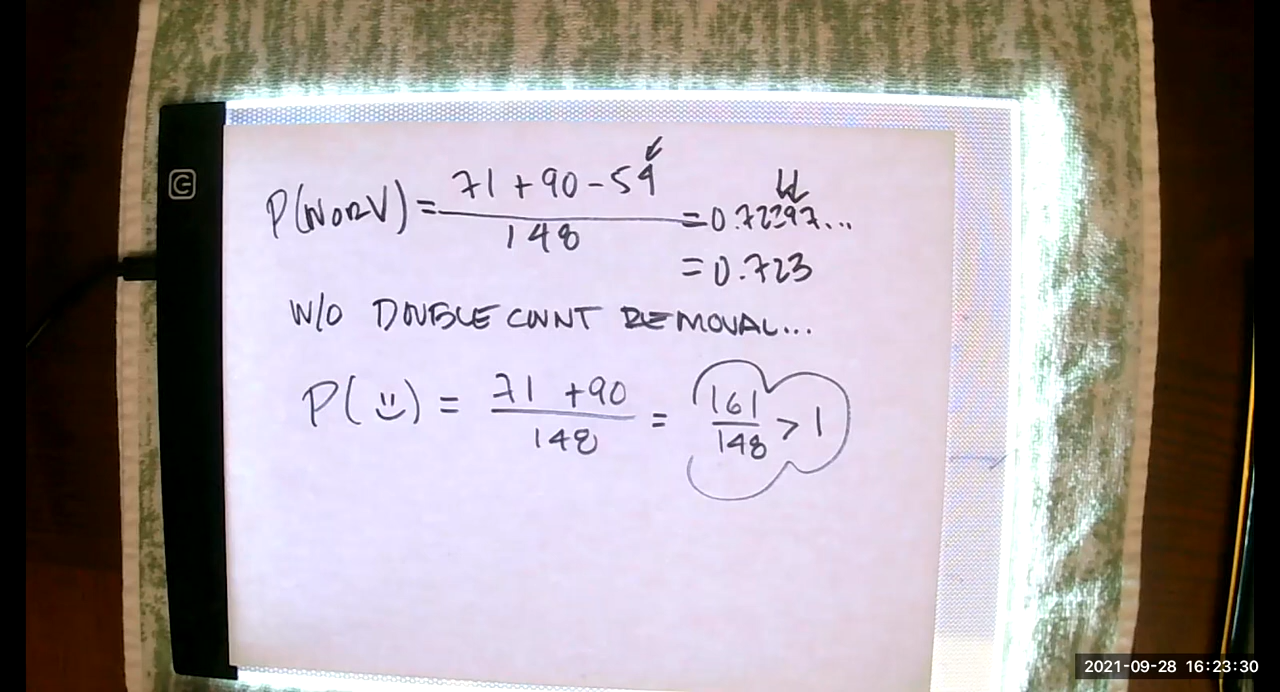 P(N OR V) = 71 + 90 - 54 / 148 = 0.72297...
= 0.723
W/O DOUBLE COUNT REMOVAL...
P(☺) = 71 + 90 / 148 = 161 / 148 > 1
2021-09-28 16:23:30